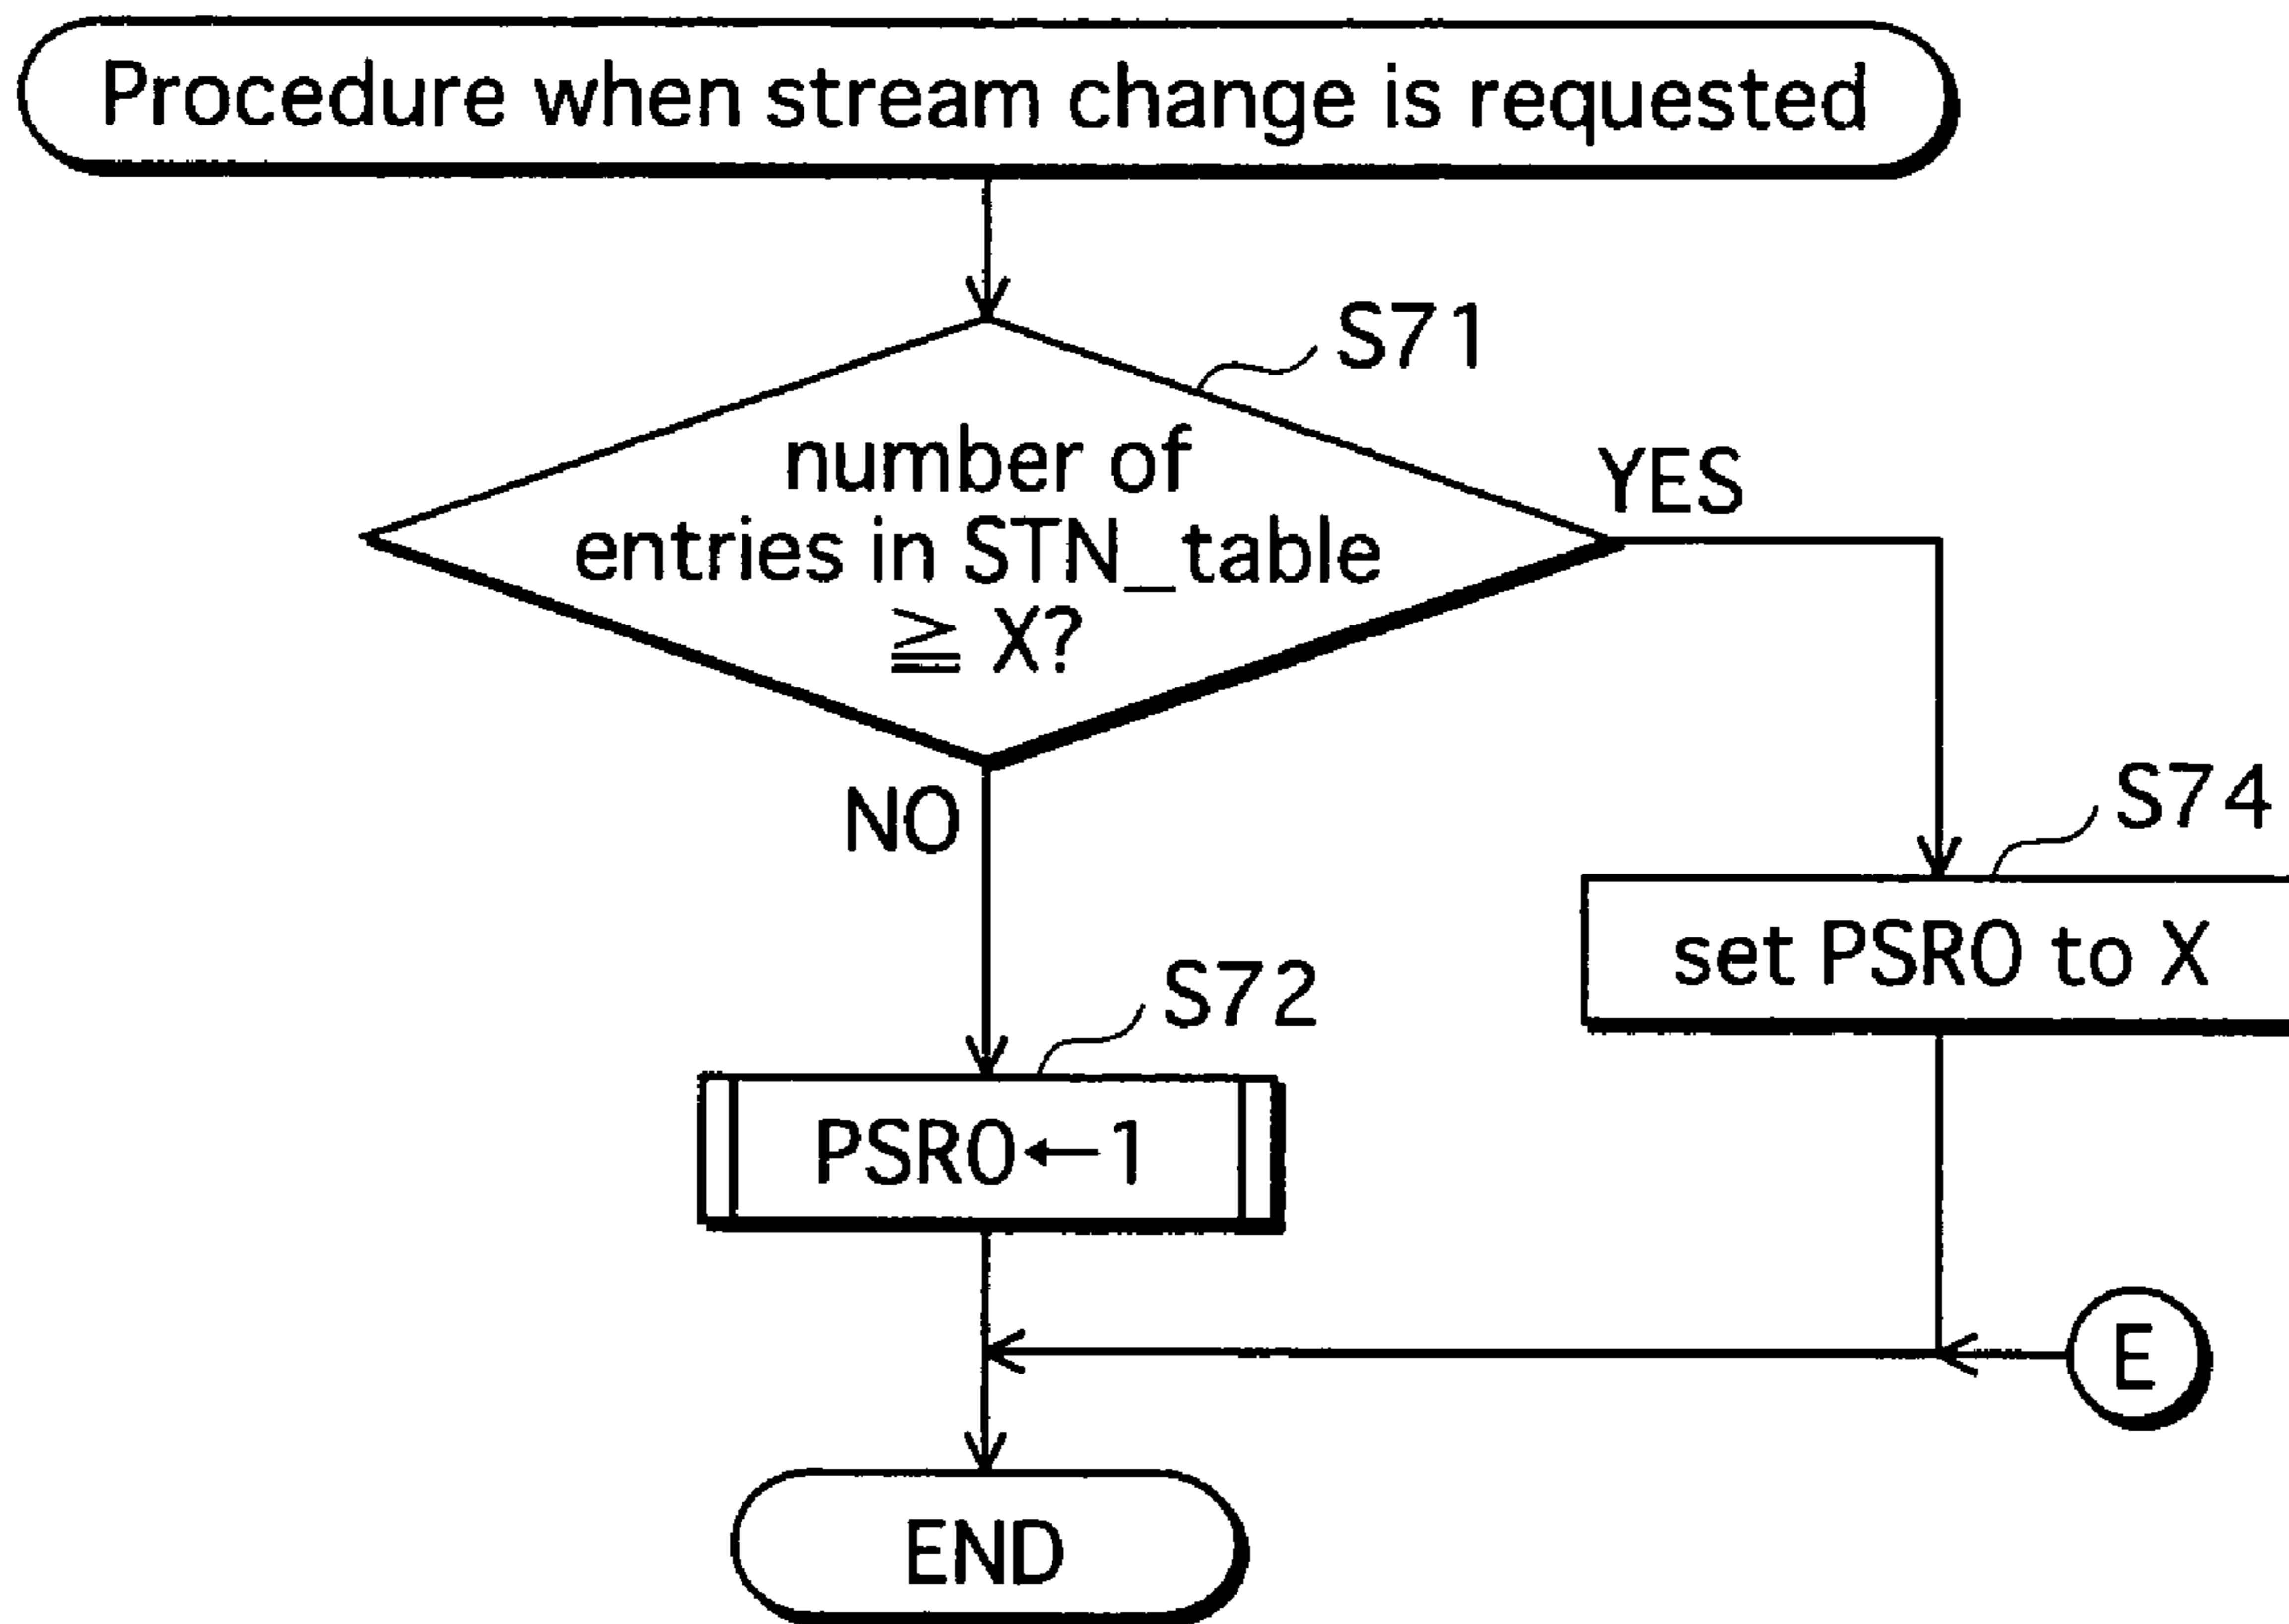 Procedure when stream change is requested
S71
number of
entries in STN_table
≧ X?
YES
NO
S74
set PSR0 to X
S72
PSR0←1
E
END